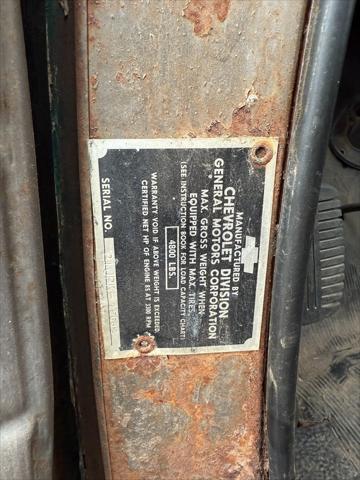 MANUFACTURED BY
CHEVROLET DIVISION
GENERAL MOTORS CORPORATION
MAX. GROSS WEIGHT WHEN
EQUIPPED WITH MAX. TIRES
(SEE INSTRUCTION BOOK FOR LOAD CAPACITY CHART)
4800 LBS.
WARRANTY VOID IF ABOVE WEIGHT IS EXCEEDED.
CERTIFIED NET HP OF ENGINE 85 AT 3300 RPM
SERIAL NO.